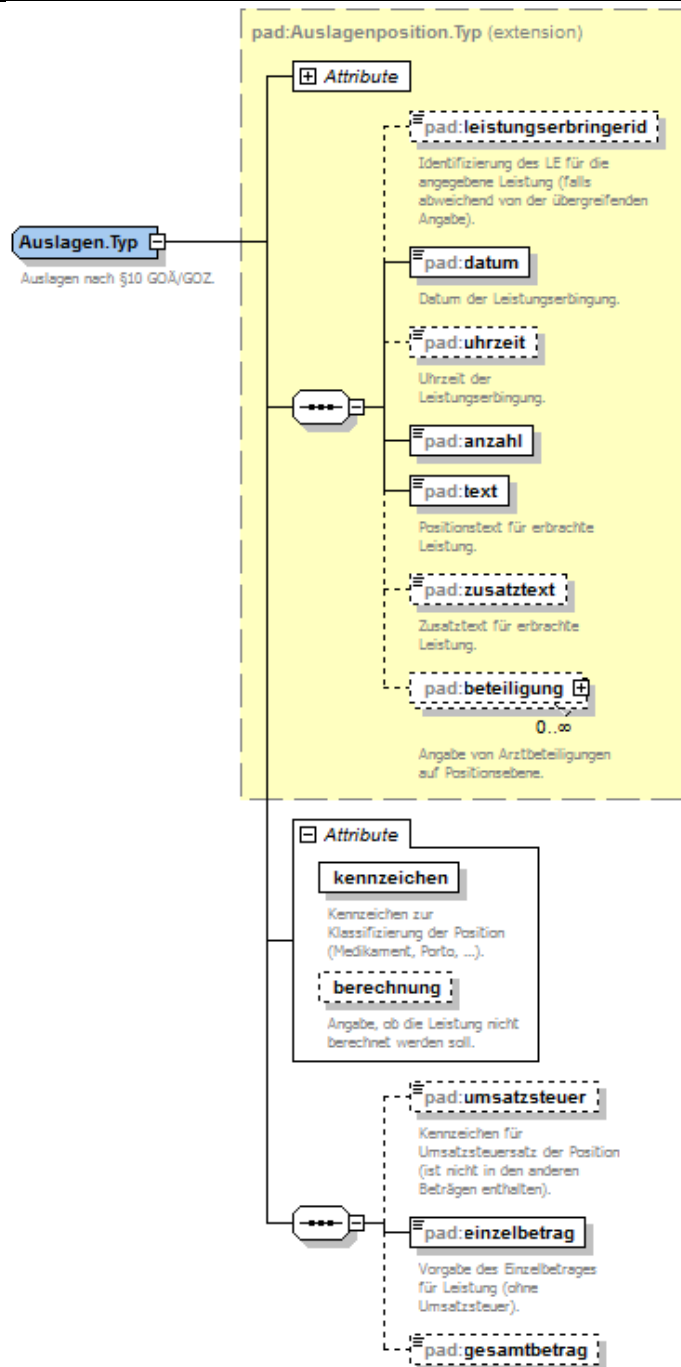 pad:Auslagenposition.Typ (extension)
Attribute
pad:leistungserbringerid
Identifizierung des LE für die
angegebene Leistung (falls
abweichend von der übergreifenden
Angabe).
Auslagen.Typ
Auslagen nach §10 GOÄ/GOZ.
pad:datum
Datum der Leistungserbingung.
pad:uhrzeit
Uhrzeit der
Leistungserbingung.
pad:anzahl
pad:text
Positionstext für erbrachte
Leistung.
pad:zusatztext
Zusatztext für erbrachte
Leistung.
pad:beteiligung
0..∞
Angabe von Arztbeteiligungen
auf Positionsebene.
Attribute
kennzeichen
Kennzeichen zur
Klassifizierung der Position
(Medikament, Porto, ...).
berechnung
Angabe, ob die Leistung nicht
berechnet werden soll.
pad:umsatzsteuer
Kennzeichen für
Umsatzsteuersatz der Position
(ist nicht in den anderen
Beträgen enthalten).
pad:einzelbetrag
Vorgabe des Einzelbetrages
für Leistung (ohne
Umsatzsteuer).
pad:gesamtbetrag